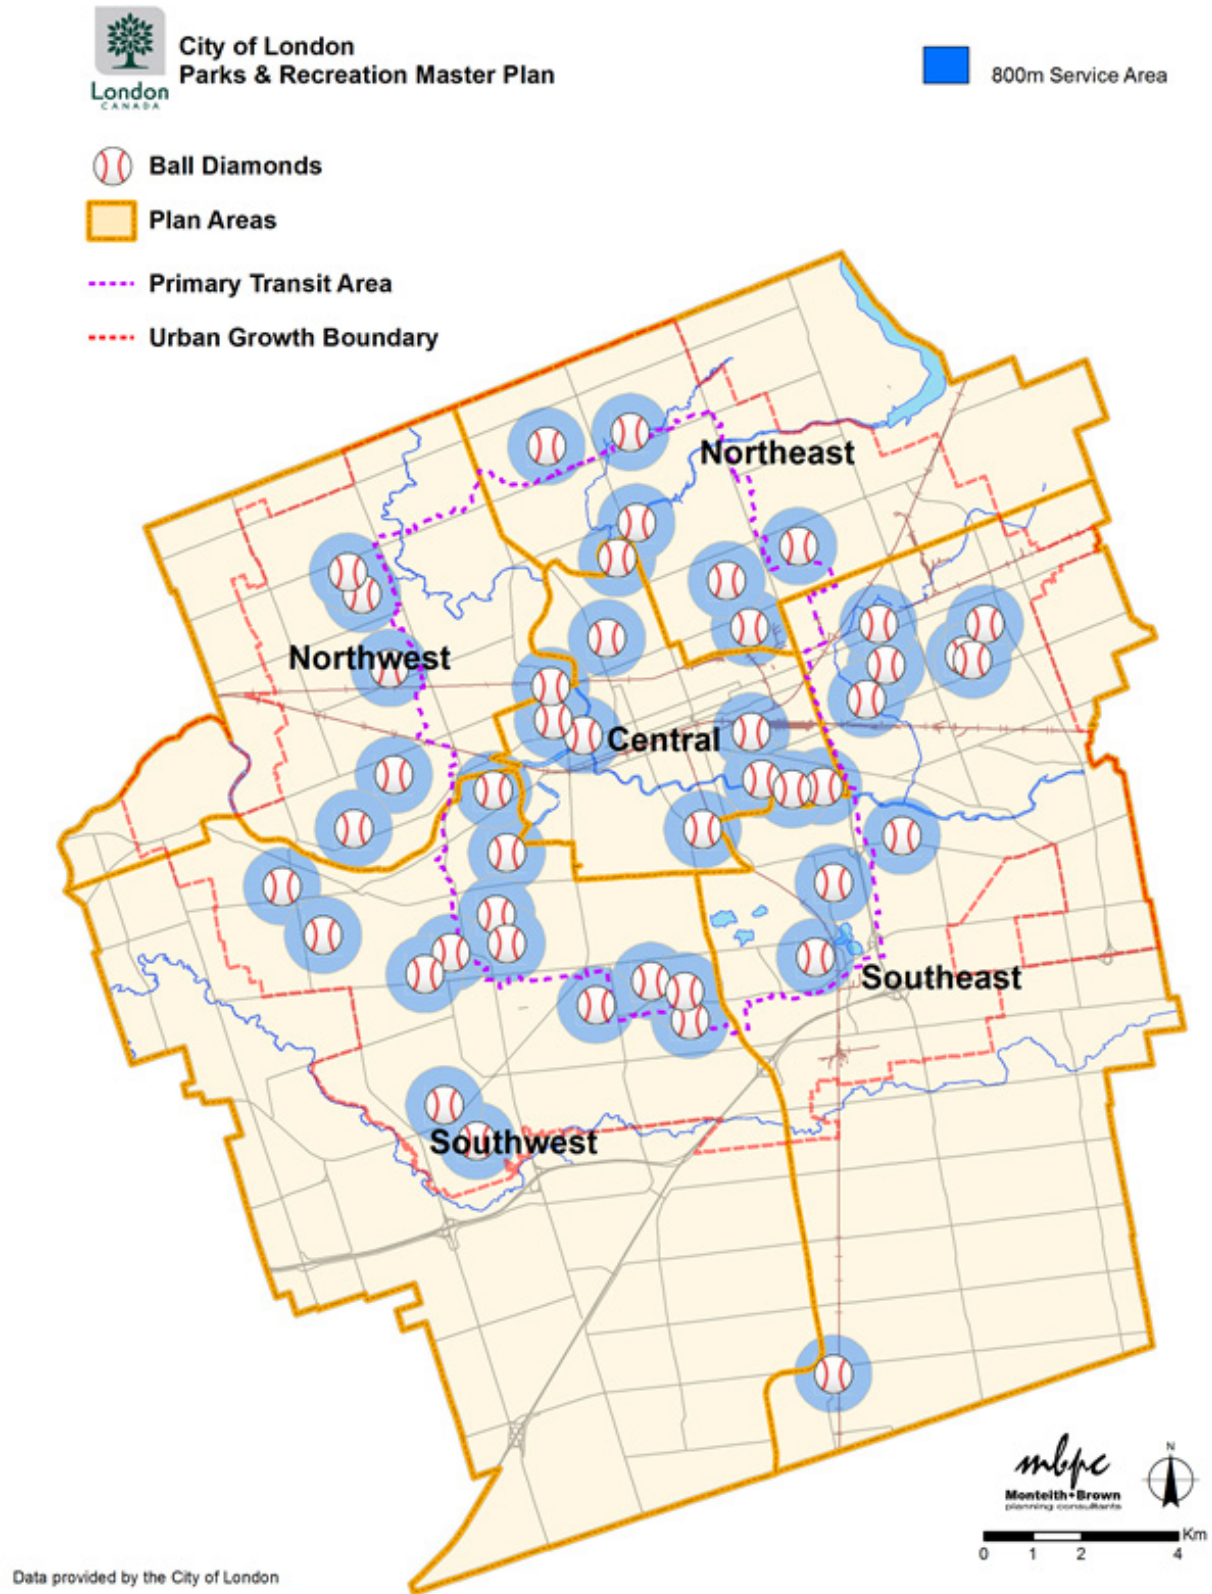 London
CANADA
City of London
Parks & Recreation Master Plan
800m Service Area
Ball Diamonds
Plan Areas
Primary Transit Area
Urban Growth Boundary
Northeast
Northwest
Central
Southeast
Southwest
mbpc
Monteith+Brown
planning consultants
N
Km
0 1 2 4
Data provided by the City of London